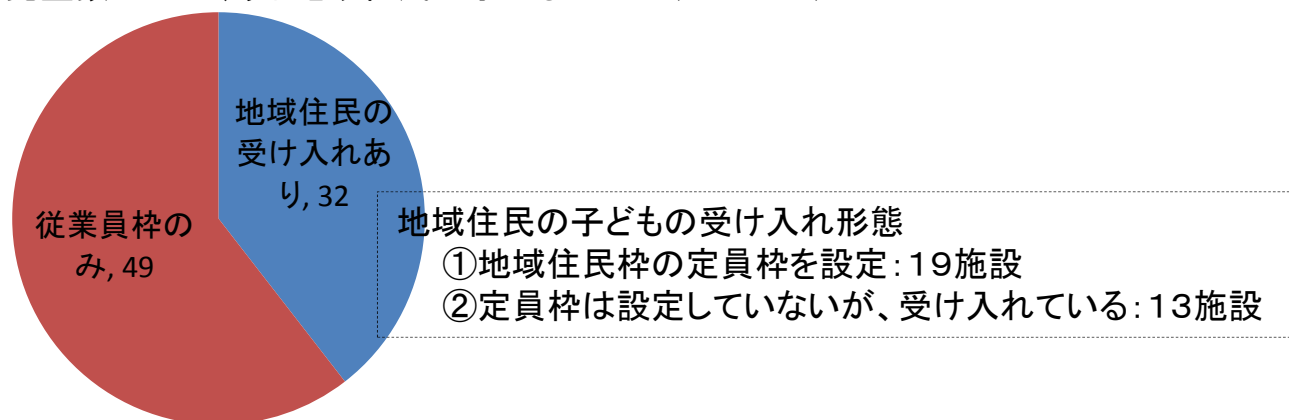 地域住民の
受け入れあ
り, 32
従業員枠の
み, 49
地域住民の子どもの受け入れ形態
①地域住民枠の定員枠を設定：１９施設
②定員枠は設定していないが、受け入れている：１３施設